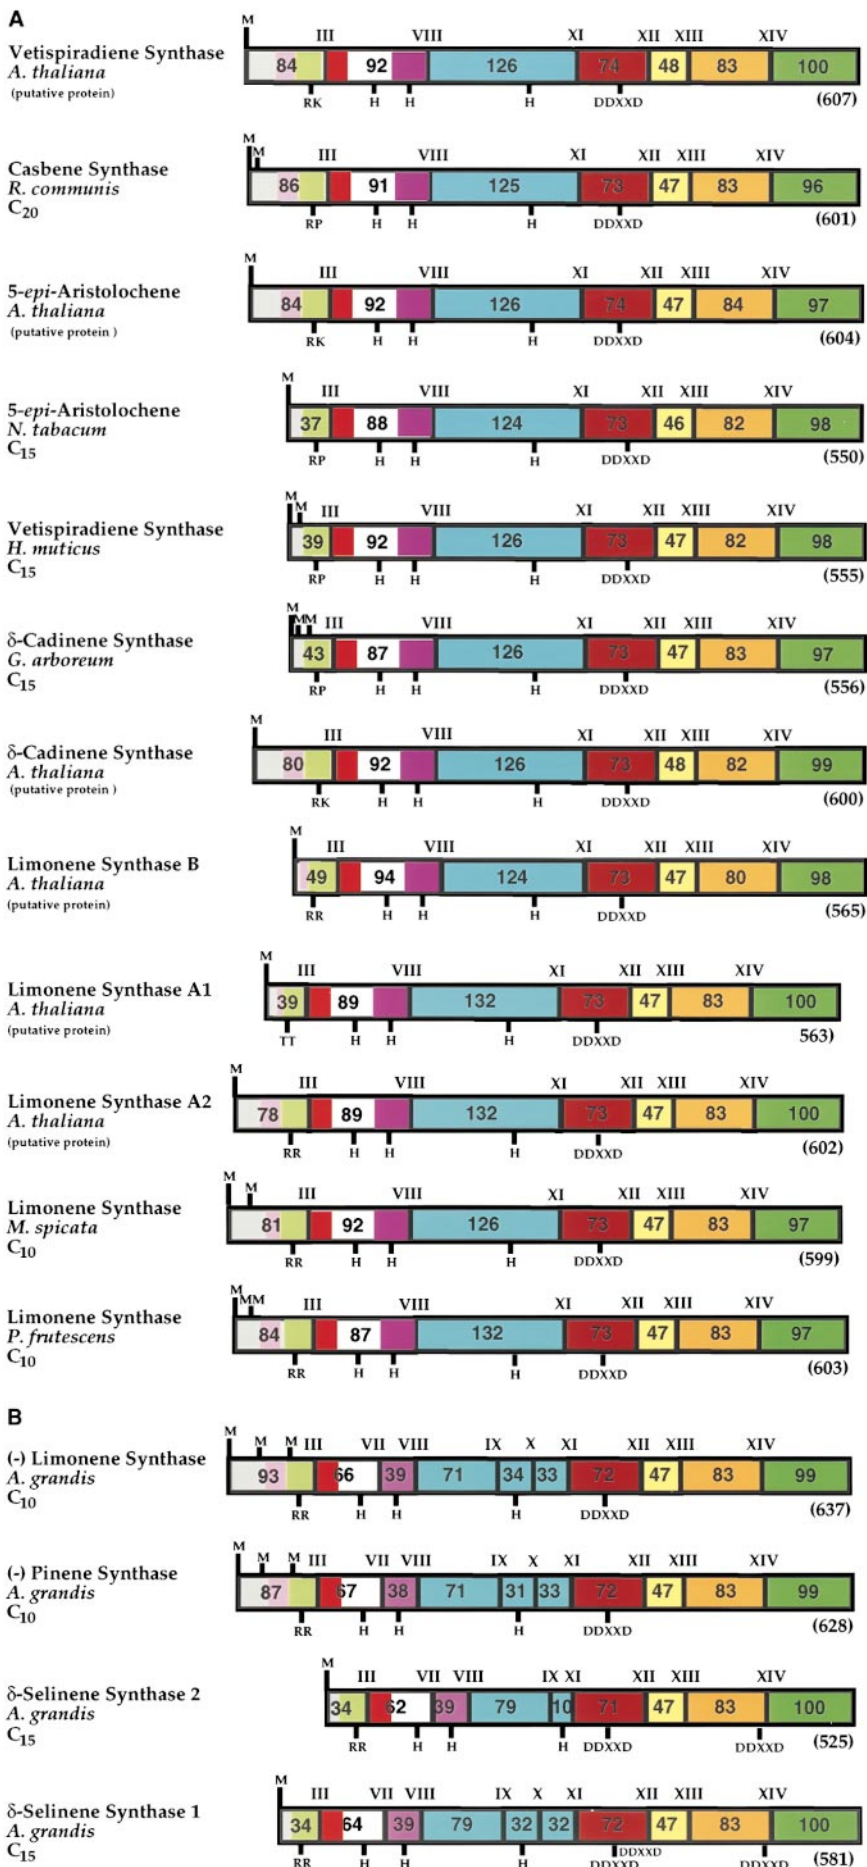 A
M III VIII XI XII XIII XIV
Vetispiradiene Synthase
A. thaliana
(putative protein)
84 92 126 74 48 83 100
RK H H H DDXXD (607)
M M III VIII XI XII XIII XIV
Casbene Synthase
R. communis
C20
86 91 125 73 47 83 96
RP H H H DDXXD (601)
M III VIII XI XII XIII XIV
5-epi-Aristolochene
A. thaliana
(putative protein )
84 92 126 74 47 84 97
RK H H H DDXXD (604)
M III VIII XI XII XIII XIV
5-epi-Aristolochene
N. tabacum
C15
37 88 124 73 46 82 98
RP H H H DDXXD (550)
M M III VIII XI XII XIII XIV
Vetispiradiene Synthase
H. muticus
C15
39 92 126 73 47 82 98
RP H H H DDXXD (555)
M M M III VIII XI XII XIII XIV
δ-Cadinene Synthase
G. arboreum
C15
43 87 126 73 47 83 97
RP H H H DDXXD (556)
M III VIII XI XII XIII XIV
δ-Cadinene Synthase
A. thaliana
(putative protein )
80 92 126 73 48 82 99
RK H H H DDXXD (600)
M III VIII XI XII XIII XIV
Limonene Synthase B
A. thaliana
(putative protein)
49 94 124 73 47 80 98
RR H H H DDXXD (565)
M III VIII XI XII XIII XIV
Limonene Synthase A1
A. thaliana
(putative protein)
39 89 132 73 47 83 100
TT H H H DDXXD 563)
M III VIII XI XII XIII XIV
Limonene Synthase A2
A. thaliana
(putative protein)
78 89 132 73 47 83 100
RR H H H DDXXD (602)
M M III VIII XI XII XIII XIV
Limonene Synthase
M. spicata
C10
81 92 126 73 47 83 97
RR H H H DDXXD (599)
M M M III VIII XI XII XIII XIV
Limonene Synthase
P. frutescens
C10
84 87 132 73 47 83 97
RR H H H DDXXD (603)
B
M M M III VII VIII IX X XI XII XIII XIV
(-) Limonene Synthase
A. grandis
C10
93 66 39 71 34 33 72 47 83 99
RR H H H DDXXD (637)
M M M III VII VIII IX X XI XII XIII XIV
(-) Pinene Synthase
A. grandis
C10
87 67 38 71 31 33 72 47 83 99
RR H H H DDXXD (628)
M III VII VIII IX XI XII XIII XIV
δ-Selinene Synthase 2
A. grandis
C15
34 62 39 79 10 71 47 83 100
RR H H H DDXXD DDXXD (525)
M III VII VIII IX X XI XII XIII XIV
δ-Selinene Synthase 1
A. grandis
C15
34 64 39 79 32 32 72 47 83 100
RR H H H DDXXD DDXXD DDXXD (581)